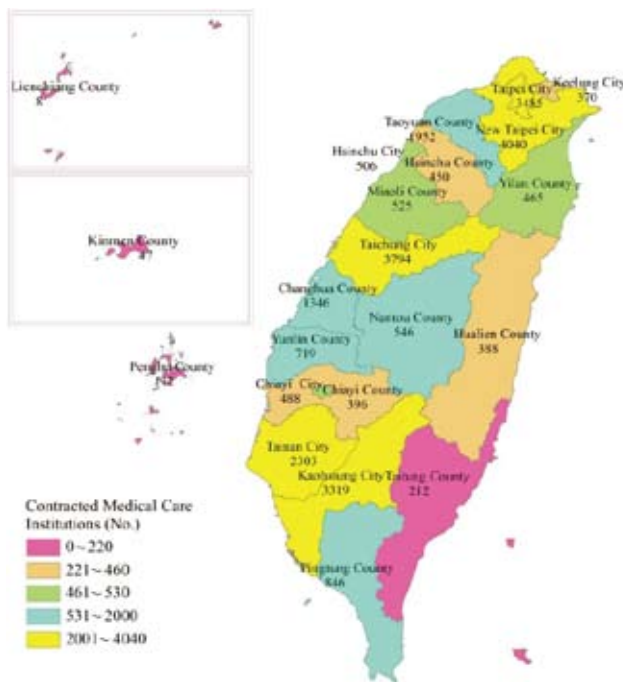 Lienchiang County
8
Keelung City
370
Taipei City
3485
Taoyuan County
1952
New Taipei City
4040
Hsinchu City
506
Hsinchu County
450
Yilan County
465
Miaoli County
525
Kinmen County
47
Taichung City
3794
Changhua County
1346
Nantou County
546
Hualien County
388
Yunlin County
719
Penghu County
Chiayi City
488
Chiayi County
396
Tainan City
2303
Kaohsiung City
3319
Taitung County
212
Pingtung County
846
Contracted Medical Care
Institutions (No.)
0~220
221~460
461~530
531~2000
2001~4040